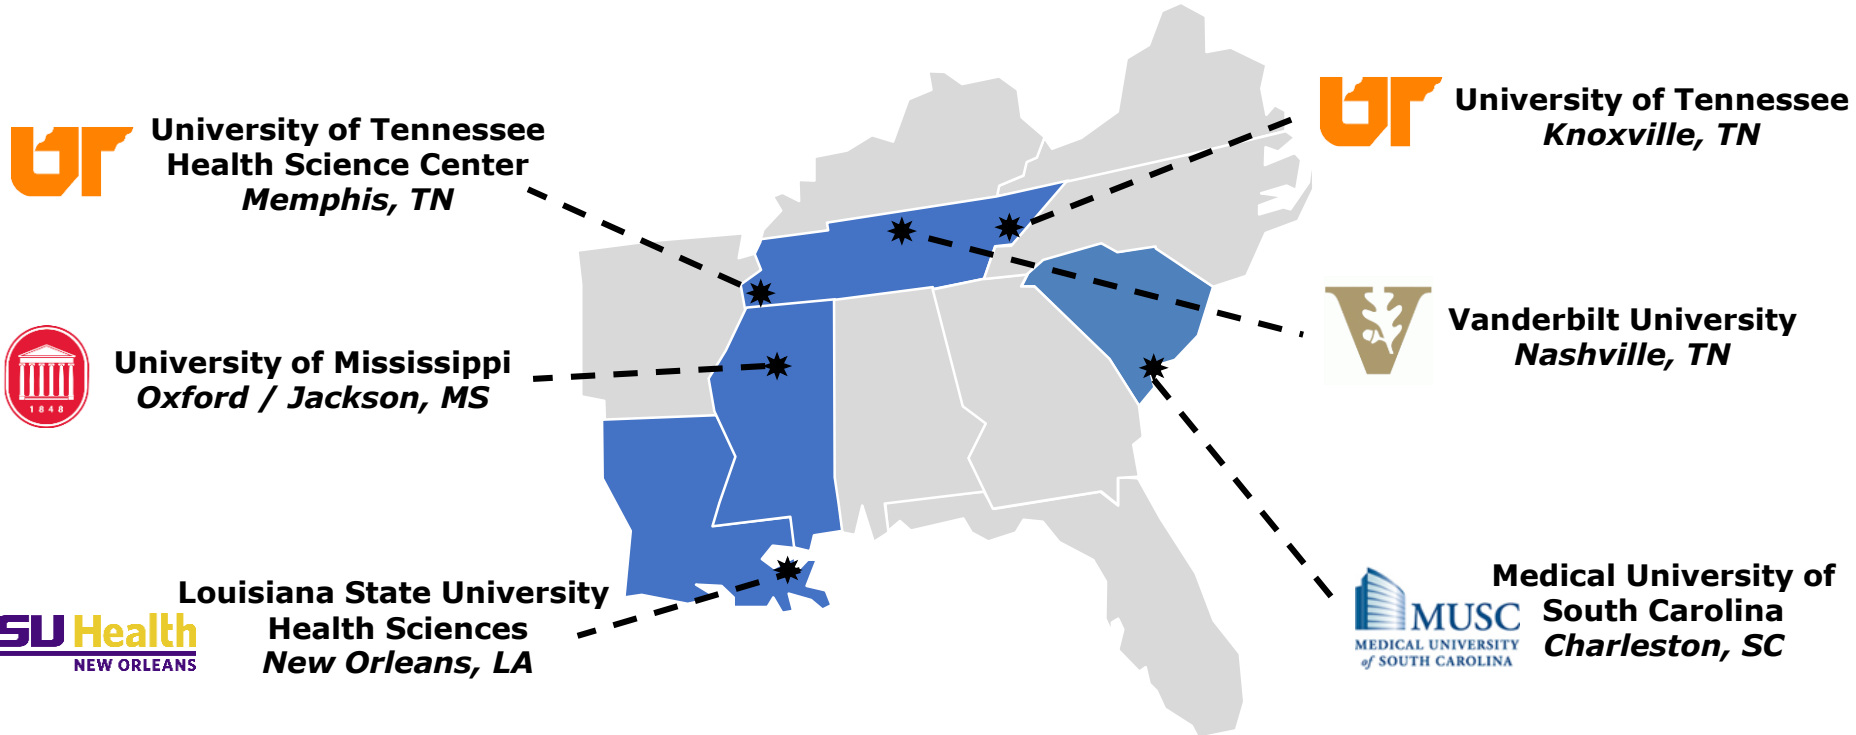 UT
University of Tennessee
Health Science Center
Memphis, TN
UT
University of Tennessee
Knoxville, TN
1848
University of Mississippi
Oxford / Jackson, MS
V
Vanderbilt University
Nashville, TN
SU Health
NEW ORLEANS
Louisiana State University
Health Sciences
New Orleans, LA
MUSC
MEDICAL UNIVERSITY
of SOUTH CAROLINA
Medical University of
South Carolina
Charleston, SC